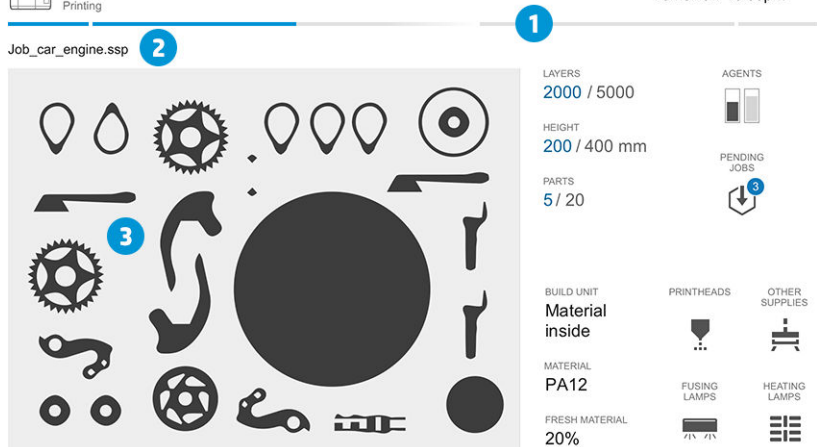 Printing
1
Job_car_engine.ssp
2
LAYERS
2000 / 5000
AGENTS
HEIGHT
200 / 400 mm
PENDING
JOBS
3
PARTS
5 / 20
3
BUILD UNIT
Material
inside
PRINTHEADS
OTHER
SUPPLIES
MATERIAL
PA12
FUSING
LAMPS
HEATING
LAMPS
FRESH MATERIAL
20%